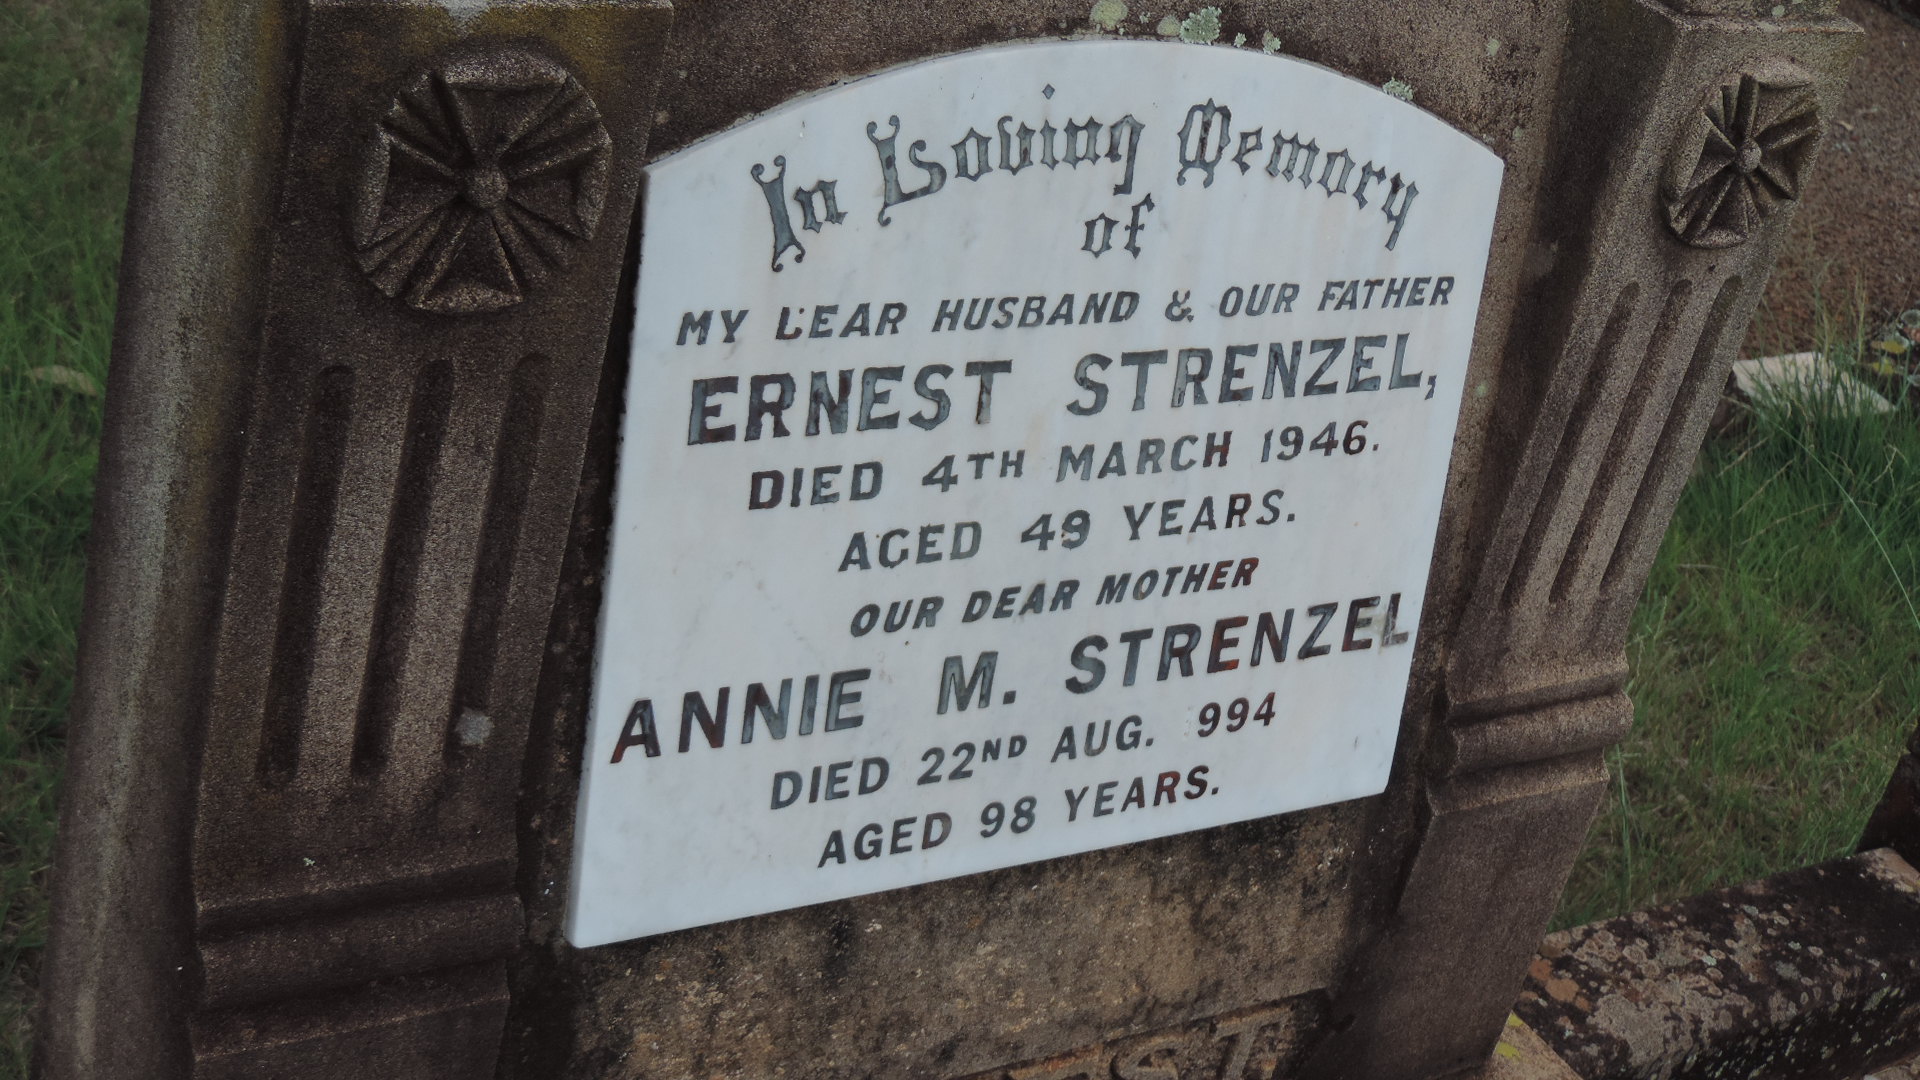 In Loving Memory
of
MY DEAR HUSBAND & OUR FATHER
ERNEST STRENZEL,
DIED 4TH MARCH 1946.
AGED 49 YEARS.
OUR DEAR MOTHER
ANNIE M. STRENZEL
DIED 22ND AUG. 994
AGED 98 YEARS.